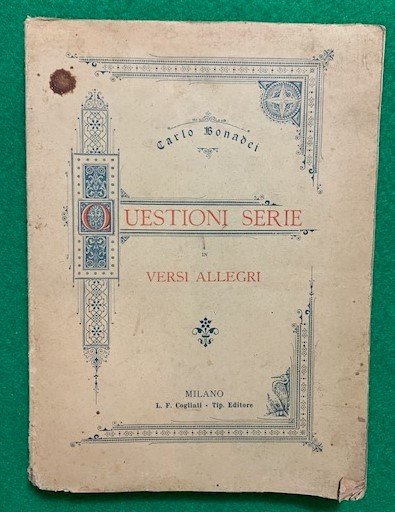 Carlo Bonadei
QUESTIONI SERIE
IN
VERSI ALLEGRI
MILANO
L. F. Cogliati - Tip. Editore